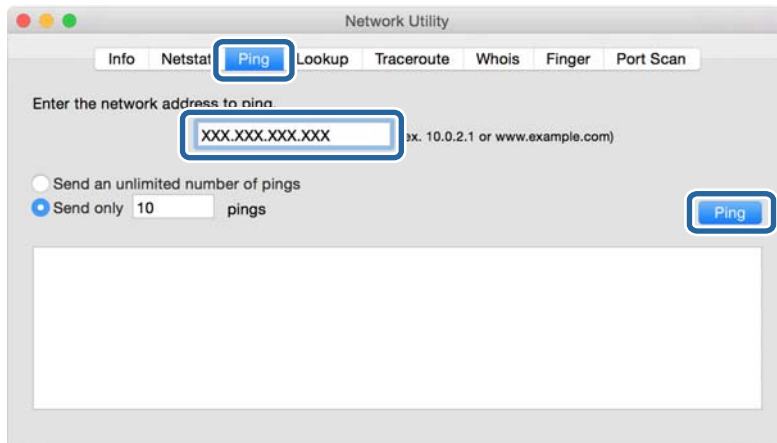 Network Utility
Info Netstat Ping Lookup Traceroute Whois Finger Port Scan
Enter the network address to ping.
XXX.XXX.XXX.XXX ex. 10.0.2.1 or www.example.com)
Send an unlimited number of pings
Send only 10 pings
Ping